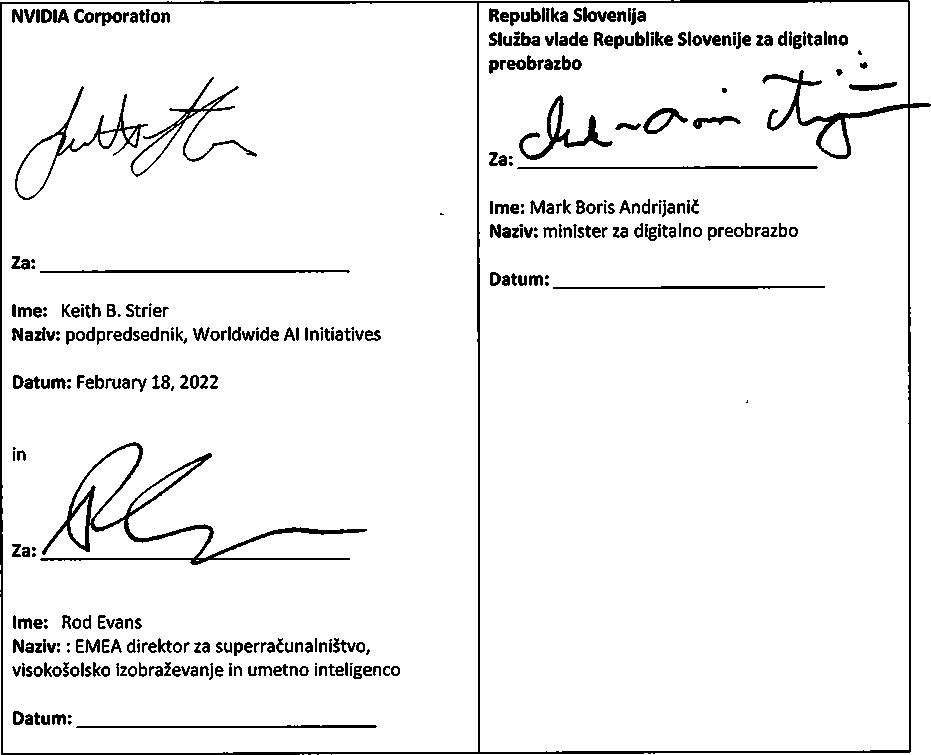 NVIDIA Corporation
Za:
Ime: Keith B. Strier
Naziv: podpredsednik, Worldwide AI Initiatives
Datum: February 18, 2022
in
Za:
Ime: Rod Evans
Naziv: : EMEA direktor za superračunalništvo,
visokošolsko izobraževanje in umetno inteligenco
Datum:
Republika Slovenija
Služba vlade Republike Slovenije za digitalno
preobrazbo
Za:
Ime: Mark Boris Andrijanič
Naziv: minister za digitalno preobrazbo
Datum: